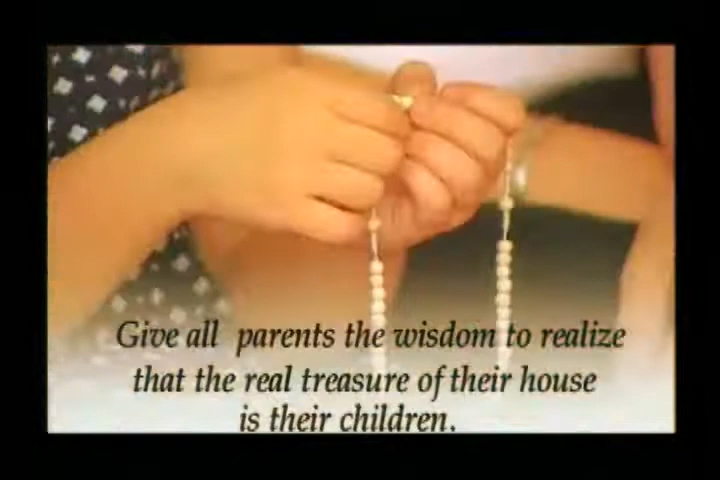 Give all parents the wisdom to realize
that the real treasure of their house
is their children.